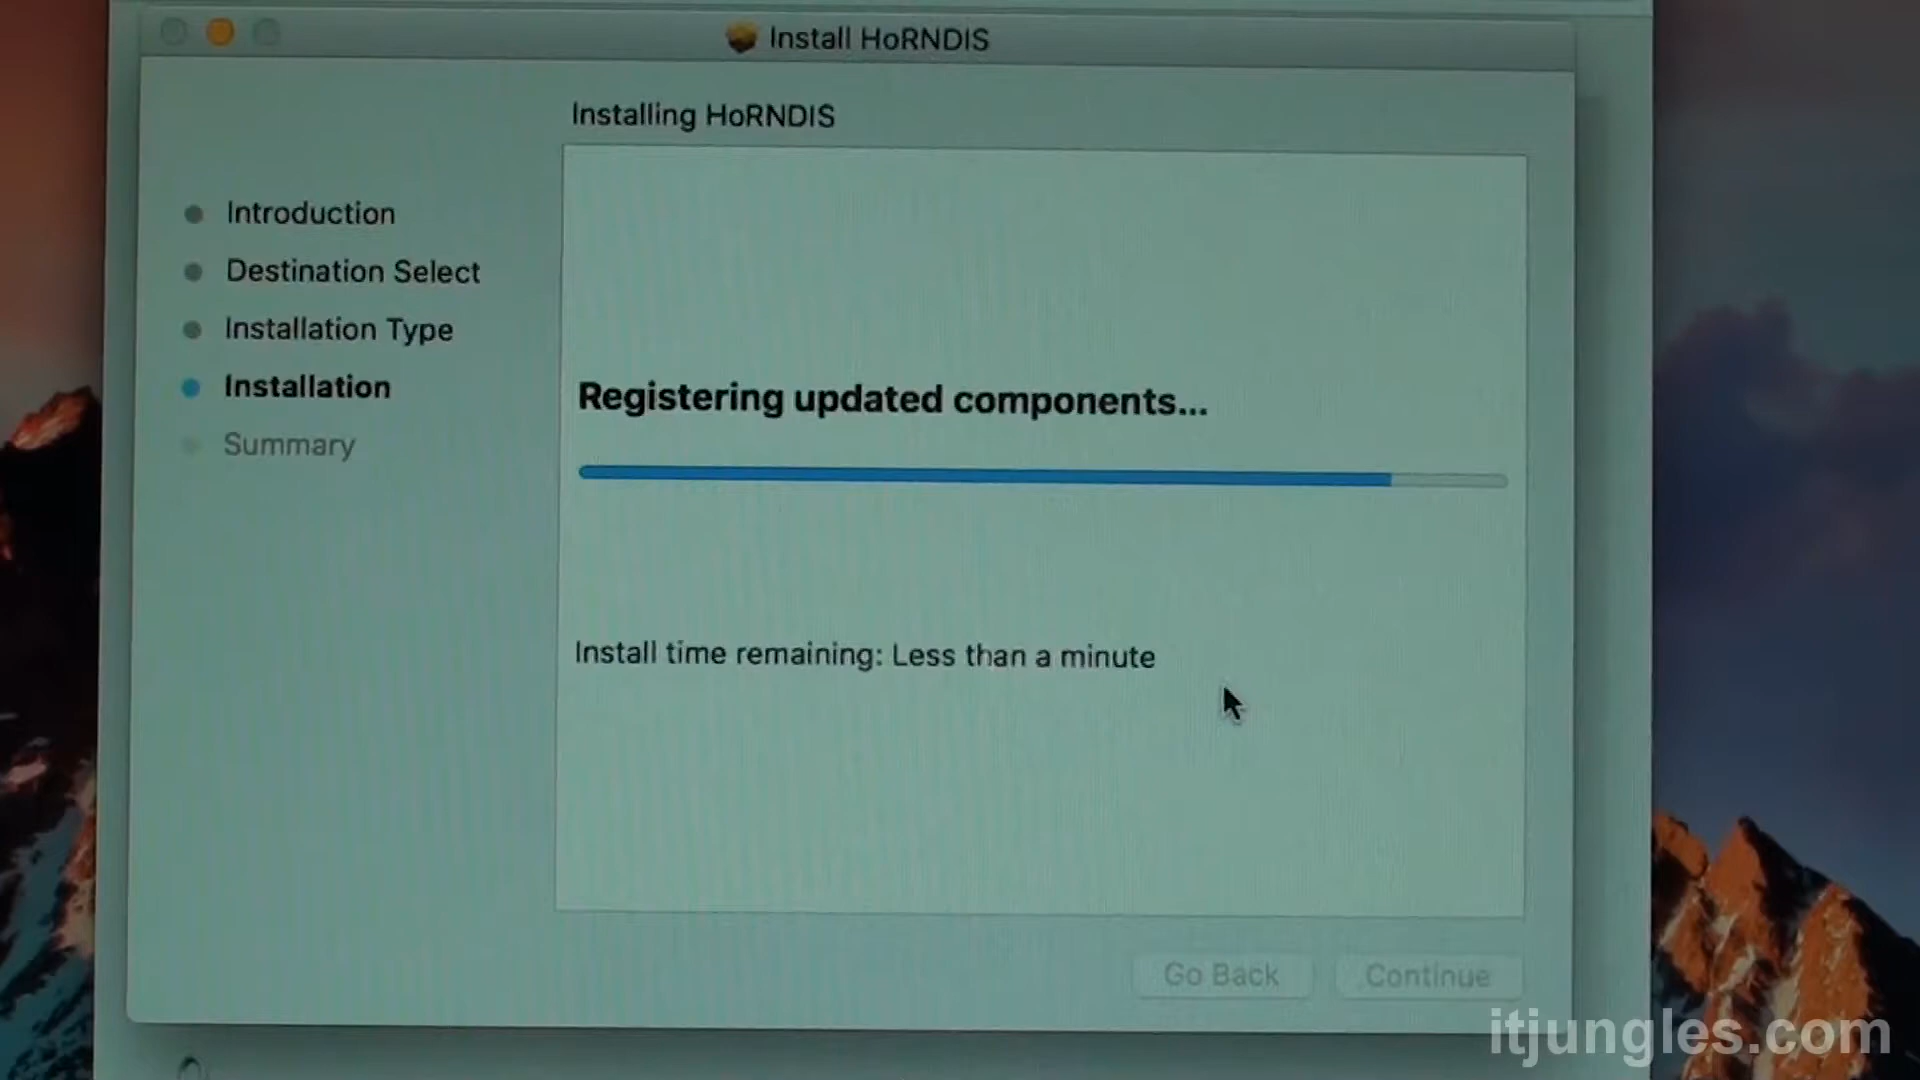 Install HoRNDIS
Installing HoRNDIS
Introduction
Destination Select
Installation Type
Installation
Summary
Registering updated components...
Install time remaining: Less than a minute
Go Back
Continue
itjungles.com